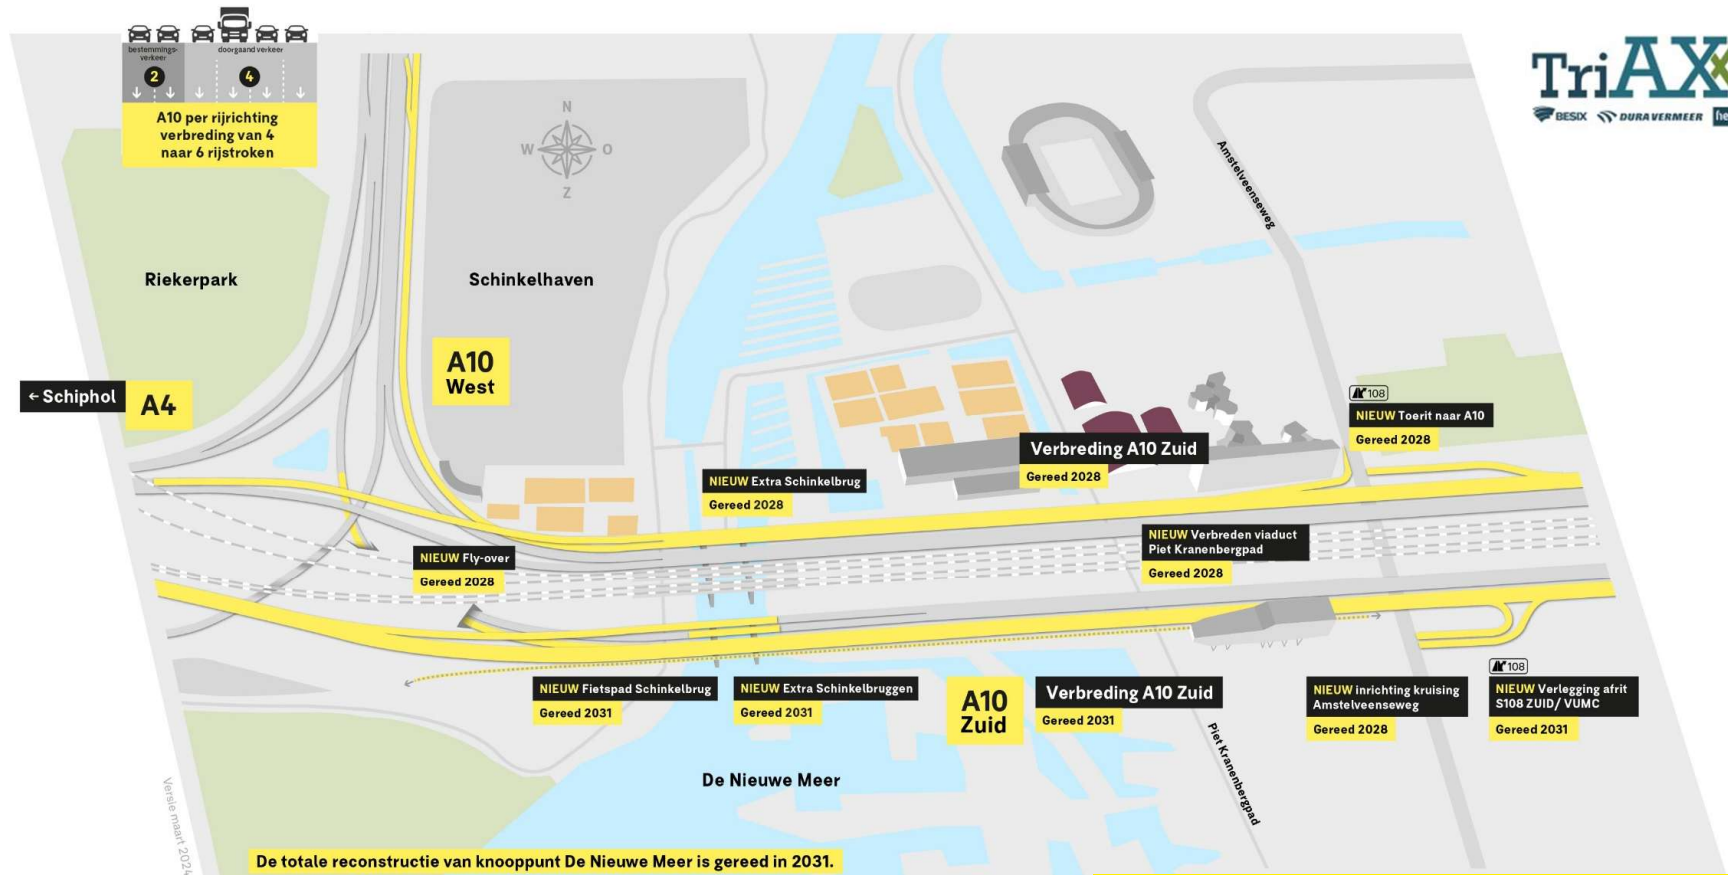 bestemmings-
verkeer
doorgaand verkeer
2
4
A10 per rijrichting
verbreding van 4
naar 6 rijstroken
TriAX
BESIX
DURA VERMEER
N
W
O
Z
Amstelveenseweg
Riekerpark
Schinkelhaven
A10
West
← Schiphol
A4
108
NIEUW Toerit naar A10
Gereed 2028
Verbreding A10 Zuid
Gereed 2028
NIEUW Extra Schinkelbrug
Gereed 2028
NIEUW Fly-over
Gereed 2028
NIEUW Verbreden viaduct
Piet Kranenbergpad
Gereed 2028
NIEUW Fietspad Schinkelbrug
Gereed 2031
NIEUW Extra Schinkelbruggen
Gereed 2031
A10
Zuid
Verbreding A10 Zuid
Gereed 2031
NIEUW inrichting kruising
Amstelveenseweg
Gereed 2028
108
NIEUW Verlegging afrit
S108 ZUID/ VUMC
Gereed 2031
Piet Kranenbergpad
De Nieuwe Meer
Versie maart 2024
De totale reconstructie van knooppunt De Nieuwe Meer is gereed in 2031.